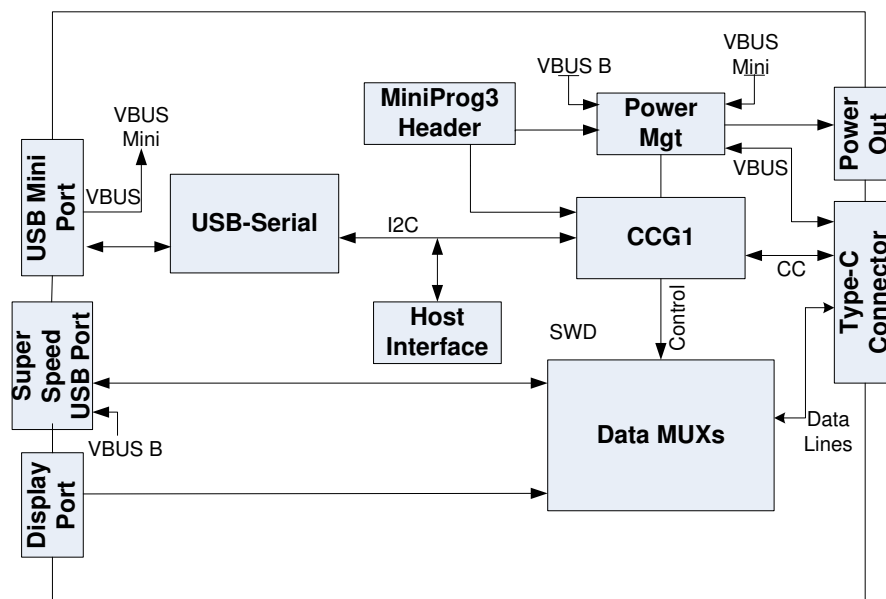 VBUS
Mini
USB Mini
Port
VBUS
USB-Serial
MiniProg3
Header
VBUS B
VBUS
Mini
Power
Mgt
Power
Out
VBUS
I2C
CCG1
CC
Type-C
Connector
Host
Interface
SWD
Control
Super
Speed
USB Port
VBUS B
Data MUXs
Data
Lines
Display
Port